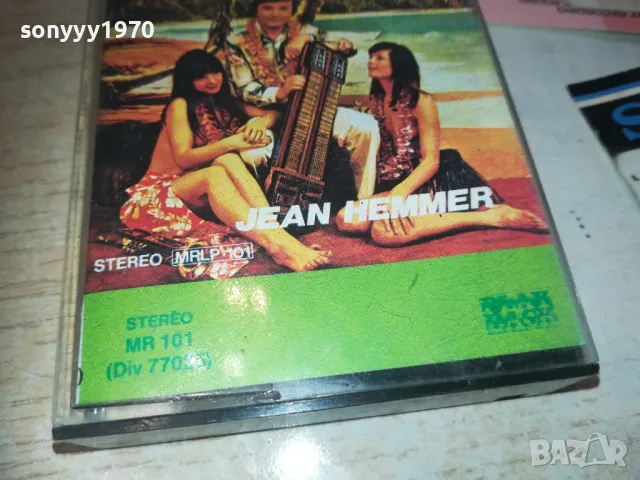 sonyyy1970
JEAN HEMMER
STEREO MRLP 101
STEREO
MR 101
BAZAR